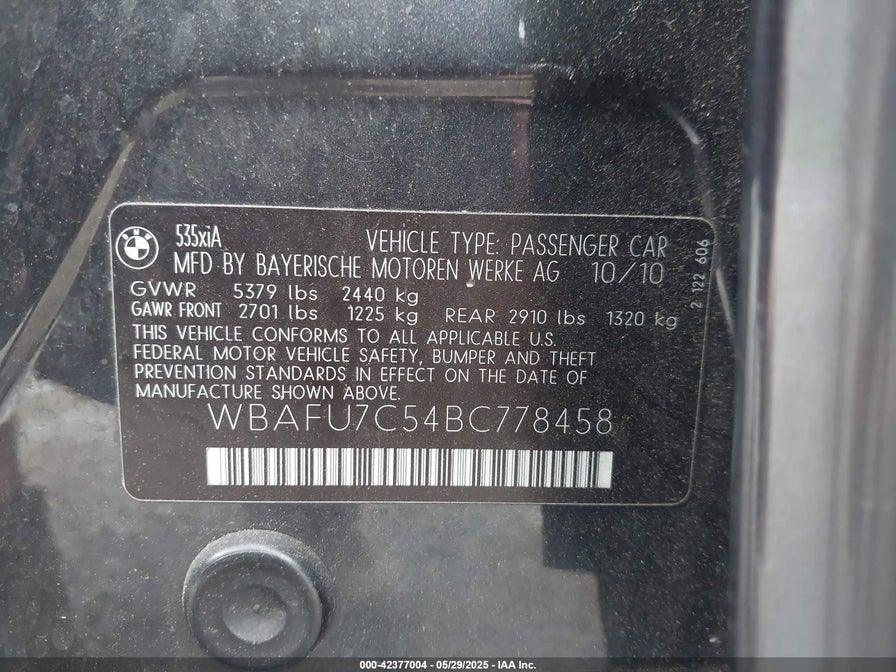 BMW
535xiA
VEHICLE TYPE: PASSENGER CAR
MFD BY BAYERISCHE MOTOREN WERKE AG 10/10
GVWR 5379 lbs 2440 kg
GAWR FRONT 2701 lbs 1225 kg REAR 2910 lbs 1320 kg
THIS VEHICLE CONFORMS TO ALL APPLICABLE U.S.
FEDERAL MOTOR VEHICLE SAFETY, BUMPER AND THEFT
PREVENTION STANDARDS IN EFFECT ON THE DATE OF
MANUFACTURE SHOWN ABOVE.
WBAFU7C54BC778458
2 122 606
000-42377004 - 05/29/2025 - IAA Inc.